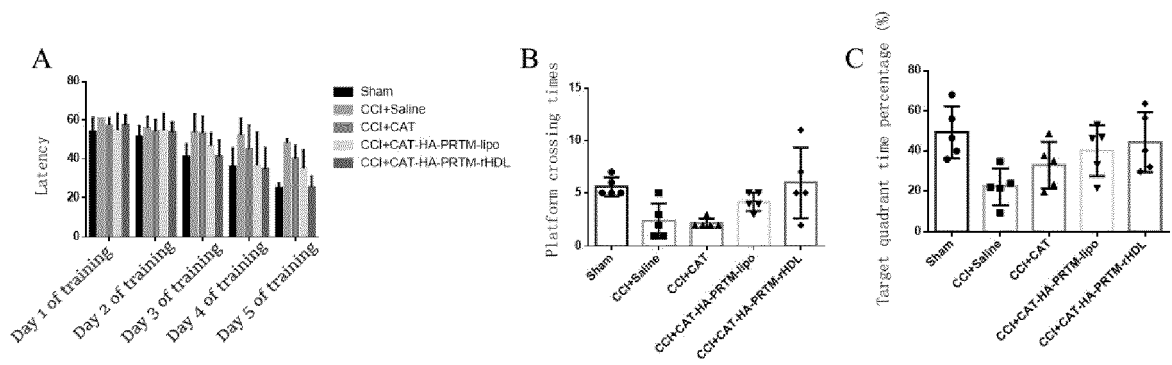 A
80
60
40
20
0
Latency
Day 1 of training
Day 2 of training
Day 3 of training
Day 4 of training
Day 5 of training
Sham
CCI+Saline
CCI+CAT
CCI+CAT-HA-PRTM-lipo
CCI+CAT-HA-PRTM-rHDL
B
Platform crossing times
15
10
5
0
Sham
CCI+Saline
CCI+CAT
CCI+CAT-HA-PRTM-lipo
CCI+CAT-HA-PRTM-rHDL
C
Target quadrant time percentage (%)
80
60
40
20
0
Sham
CCI+Saline
CCI+CAT
CCI+CAT-HA-PRTM-lipo
CCI+CAT-HA-PRTM-rHDL